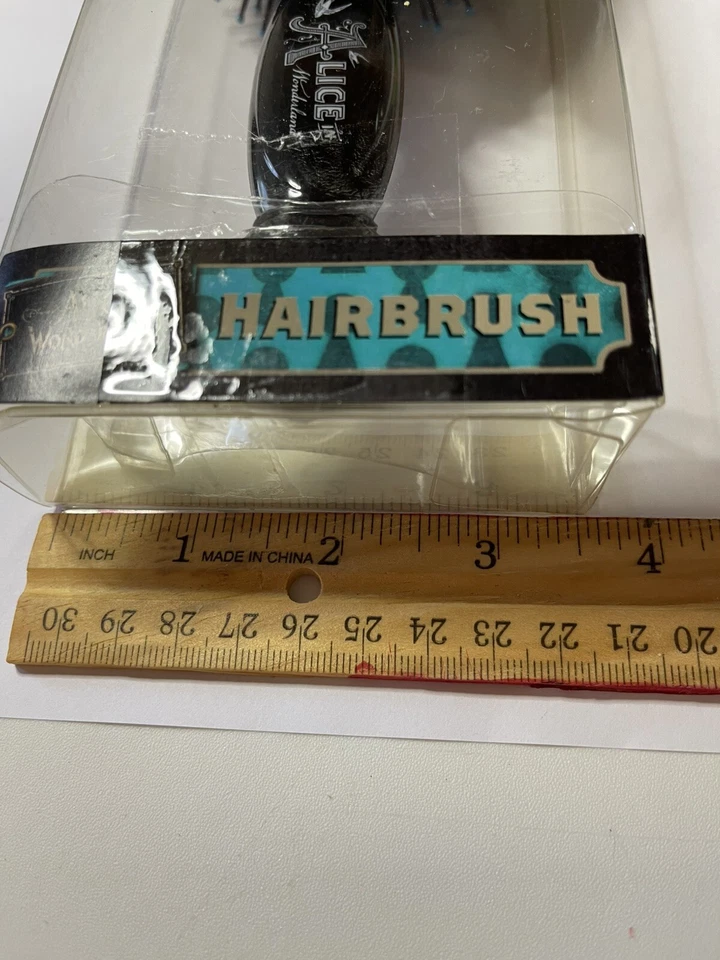 ALICE IN
Wonderland
HAIRBRUSH
INCH 1 MADE IN CHINA 2 3 4
30 29 28 27 26 25 24 23 22 21 20